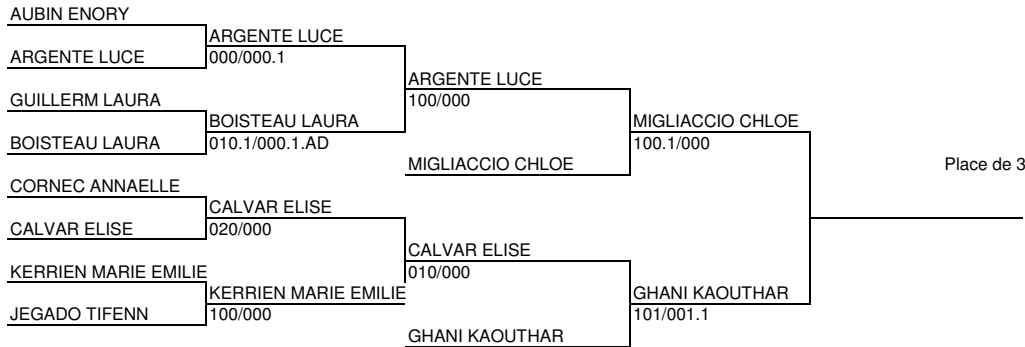 AUBIN ENORY
ARGENTE LUCE
ARGENTE LUCE
000/000.1
ARGENTE LUCE
100/000
GUILLERM LAURA
BOISTEAU LAURA
BOISTEAU LAURA
010.1/000.1.AD
MIGLIACCIO CHLOE
100.1/000
MIGLIACCIO CHLOE
Place de 3
CORNEC ANNAELLE
CALVAR ELISE
CALVAR ELISE
020/000
CALVAR ELISE
010/000
KERRIEN MARIE EMILIE
KERRIEN MARIE EMILIE
JEGADO TIFENN
100/000
GHANI KAOUTHAR
101/001.1
GHANI KAOUTHAR